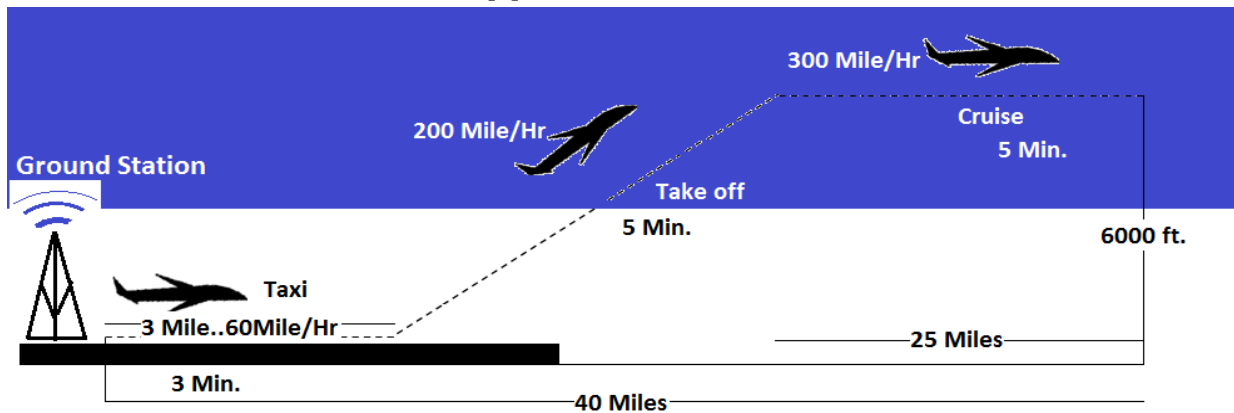 300 Mile/Hr
Cruise
5 Min.
200 Mile/Hr
Ground Station
Take off
5 Min.
6000 ft.
Taxi
3 Mile..60Mile/Hr
25 Miles
3 Min.
40 Miles